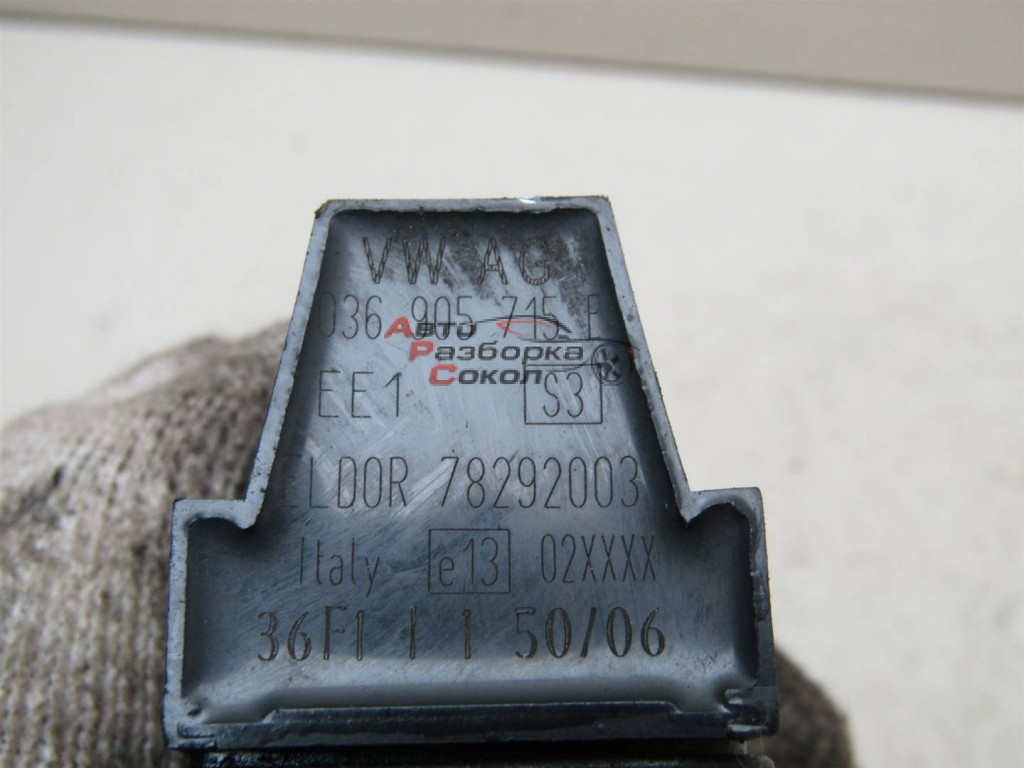 VW AG
036 905 715 F
Авто
Разборка
Сокол
EE1 S3
ELDOR 78292003
Italy e13 02XXXX
36F1 1 1 50/06